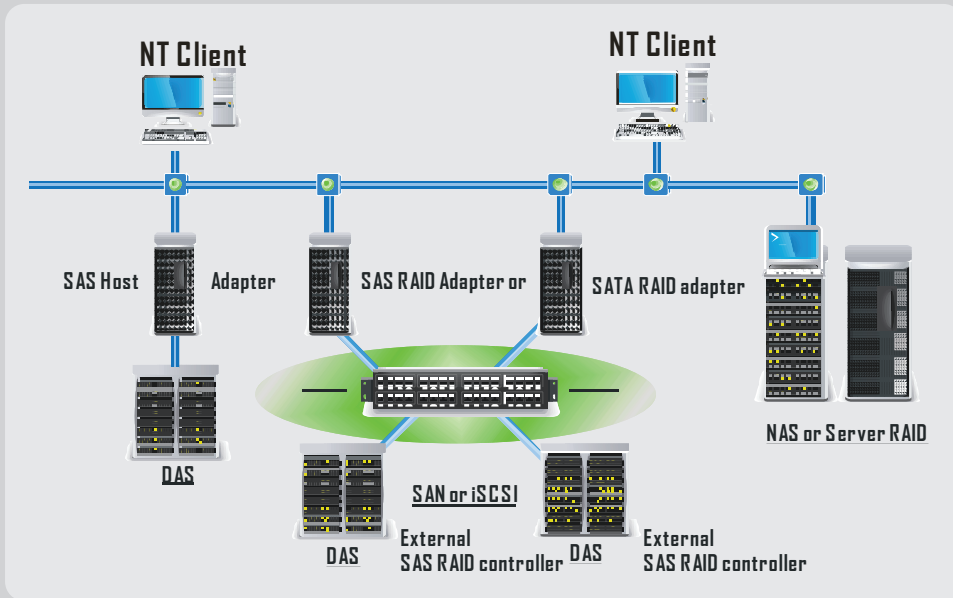 NT Client
NT Client
SAS Host
Adapter
SAS RAID Adapter or
SATA RAID adapter
NAS or Server RAID
DAS
SAN or iSCSI
DAS
External
SAS RAID controller
DAS
External
SAS RAID controller